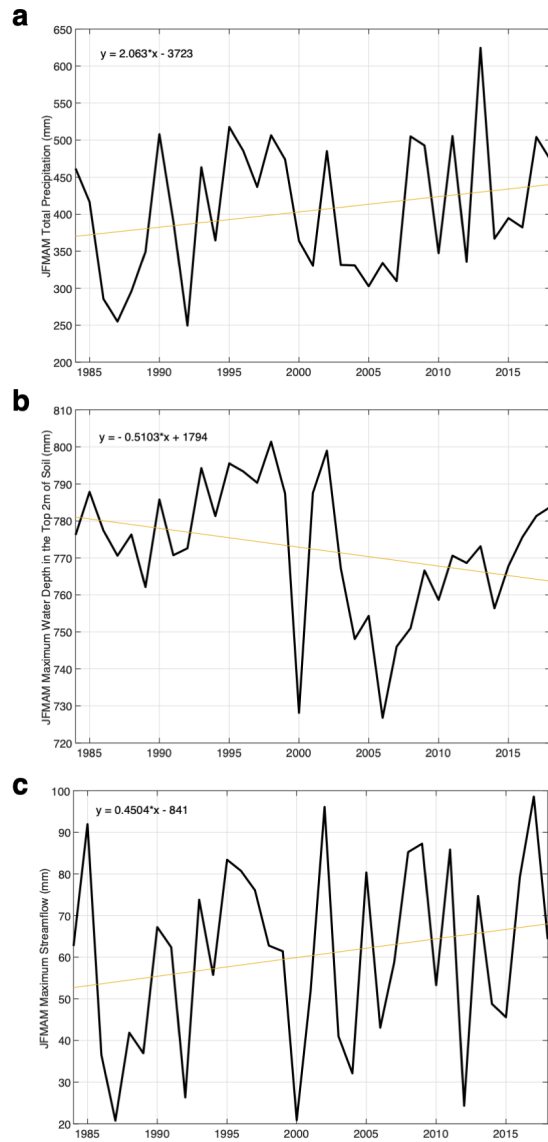 a
y = 2.063*x - 3723
JFMAM Total Precipitation (mm)
650
600
550
500
450
400
350
300
250
200
1985 1990 1995 2000 2005 2010 2015
b
y = - 0.5103*x + 1794
JFMAM Maximum Water Depth in the Top 2m of Soil (mm)
810
800
790
780
770
760
750
740
730
720
1985 1990 1995 2000 2005 2010 2015
c
y = 0.4504*x - 841
JFMAM Maximum Streamflow (mm)
100
90
80
70
60
50
40
30
20
1985 1990 1995 2000 2005 2010 2015